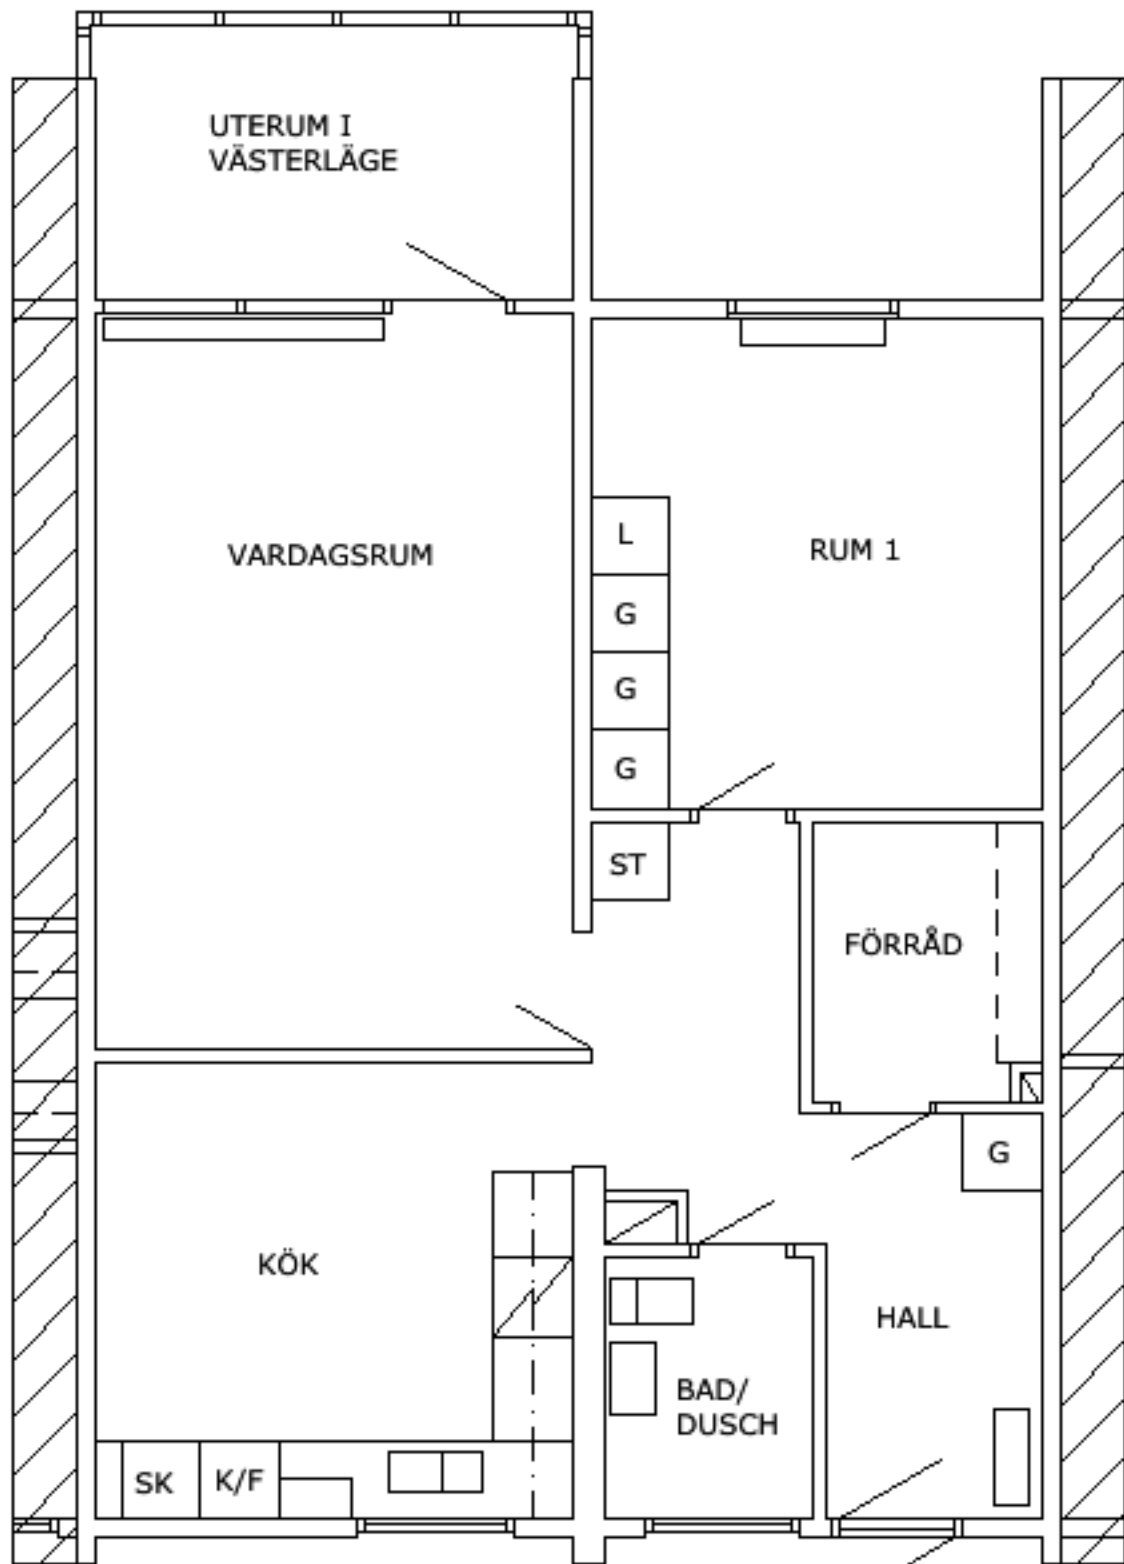 UTERUM I
VÄSTERLÄGE
VARDAGSRUM
L
G
G
G
RUM 1
ST
FÖRRÅD
G
KÖK
HALL
BAD/
DUSCH
SK
K/F